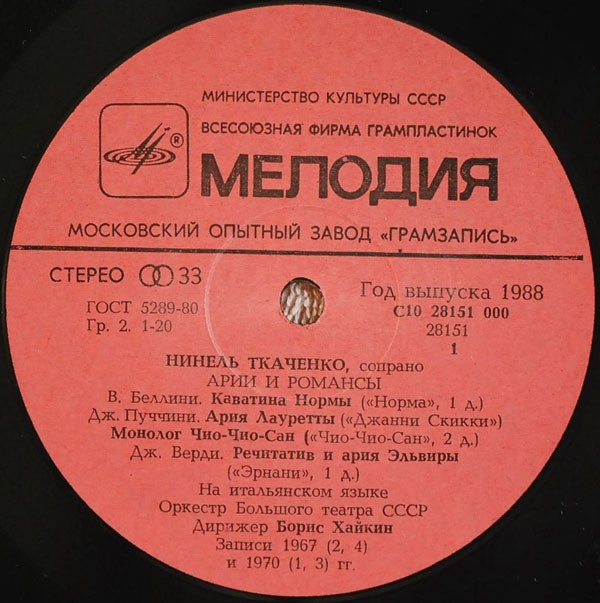 МИНИСТЕРСТВО КУЛЬТУРЫ СССР
ВСЕСОЮЗНАЯ ФИРМА ГРАМПЛАСТИНОК
®
МЕЛОДИЯ
МОСКОВСКИЙ ОПЫТНЫЙ ЗАВОД «ГРАМЗАПИСЬ»
СТЕРЕО 33
Год выпуска 1988
ГОСТ 5289-80
С10 28151 000
Гр. 2. 1-20
28151
1
НИНЕЛЬ ТКАЧЕНКО, сопрано
АРИИ И РОМАНСЫ
В. Беллини. Каватина Нормы («Норма», 1 д.)
Дж. Пуччини. Ария Лауретты («Джанни Скикки»)
Монолог Чио-Чио-Сан («Чио-Чио-Сан», 2 д.)
Дж. Верди. Речитатив и ария Эльвиры
(«Эрнани», 1 д.)
На итальянском языке
Оркестр Большого театра СССР
Дирижер Борис Хайкин
Записи 1967 (2, 4)
и 1970 (1, 3) гг.